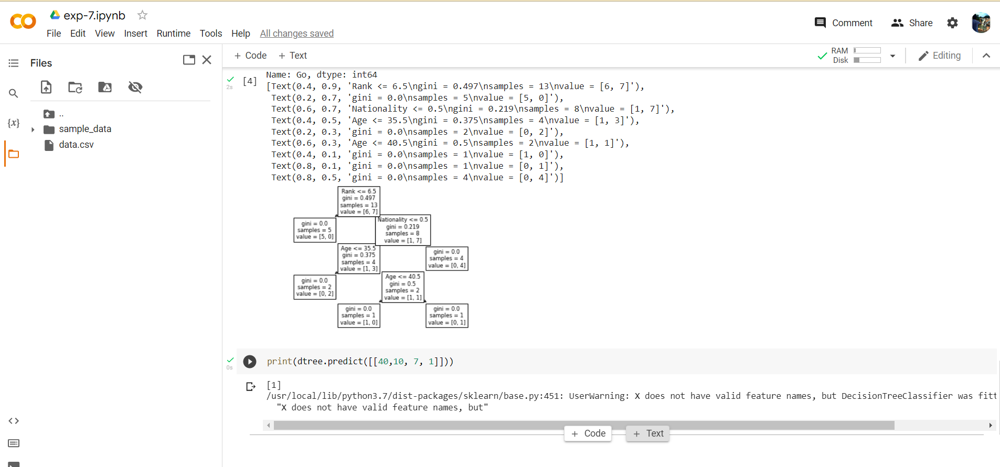 exp-7.ipynb
File Edit View Insert Runtime Tools Help All changes saved
Comment
Share
Files
+ Code + Text
RAM
Disk
Editing
..
sample_data
data.csv
{x}
2s
[4]
Name: Go, dtype: int64
[Text(0.4, 0.9, 'Rank <= 6.5\ngini = 0.497\nsamples = 13\nvalue = [6, 7]'),
Text(0.2, 0.7, 'gini = 0.0\nsamples = 5\nvalue = [5, 0]'),
Text(0.6, 0.7, 'Nationality <= 0.5\ngini = 0.219\nsamples = 8\nvalue = [1, 7]'),
Text(0.4, 0.5, 'Age <= 35.5\ngini = 0.375\nsamples = 4\nvalue = [1, 3]'),
Text(0.2, 0.3, 'gini = 0.0\nsamples = 2\nvalue = [0, 2]'),
Text(0.6, 0.3, 'Age <= 40.5\ngini = 0.5\nsamples = 2\nvalue = [1, 1]'),
Text(0.4, 0.1, 'gini = 0.0\nsamples = 1\nvalue = [1, 0]'),
Text(0.8, 0.1, 'gini = 0.0\nsamples = 1\nvalue = [0, 1]'),
Text(0.8, 0.5, 'gini = 0.0\nsamples = 4\nvalue = [0, 4]')]
Rank <= 6.5
gini = 0.497
samples = 13
value = [6, 7]
gini = 0.0
samples = 5
value = [5, 0]
Nationality <= 0.5
gini = 0.219
samples = 8
value = [1, 7]
Age <= 35.5
gini = 0.375
samples = 4
value = [1, 3]
gini = 0.0
samples = 4
value = [0, 4]
gini = 0.0
samples = 2
value = [0, 2]
Age <= 40.5
gini = 0.5
samples = 2
value = [1, 1]
gini = 0.0
samples = 1
value = [1, 0]
gini = 0.0
samples = 1
value = [0, 1]
0s
print(dtree.predict([[40,10, 7, 1]]))
[1]
/usr/local/lib/python3.7/dist-packages/sklearn/base.py:451: UserWarning: X does not have valid feature names, but DecisionTreeClassifier was fitt
"X does not have valid feature names, but"
+ Code + Text